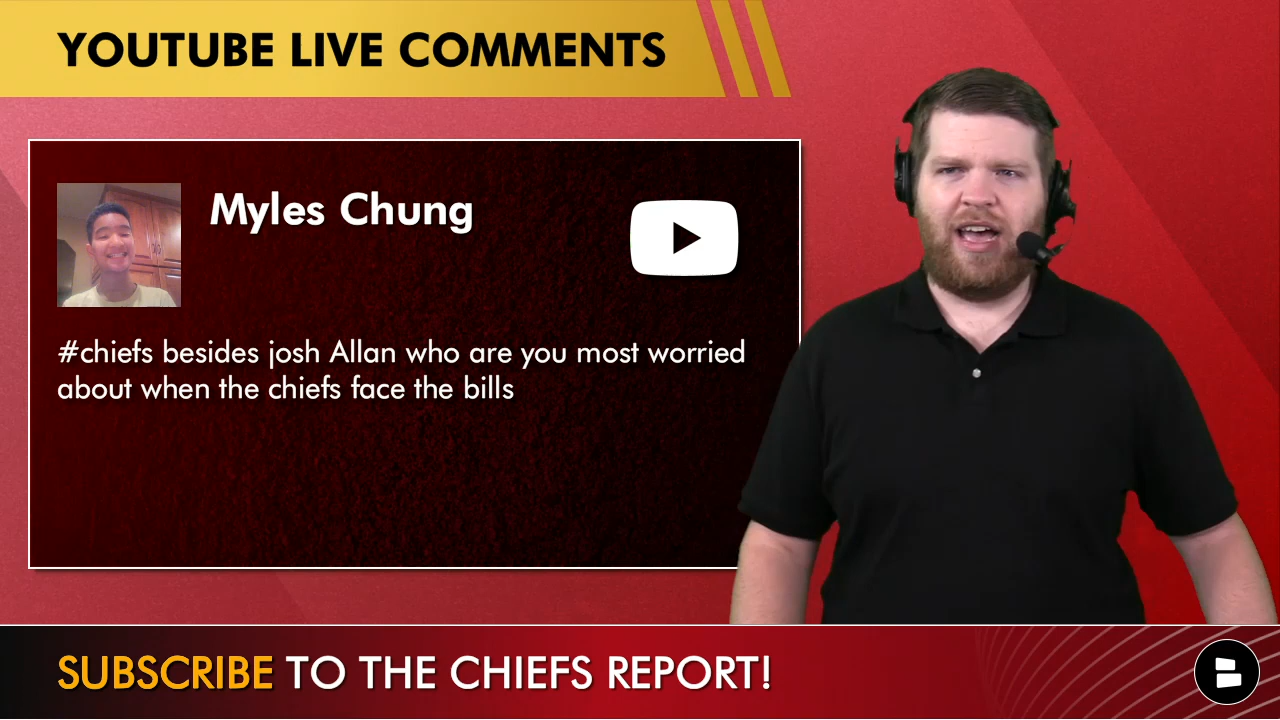 YOUTUBE LIVE COMMENTS
Myles Chung
#chiefs besides josh Allan who are you most worried
about when the chiefs face the bills
SUBSCRIBE TO THE CHIEFS REPORT!